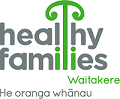 healthy
families
Waitakere
He oranga whānau